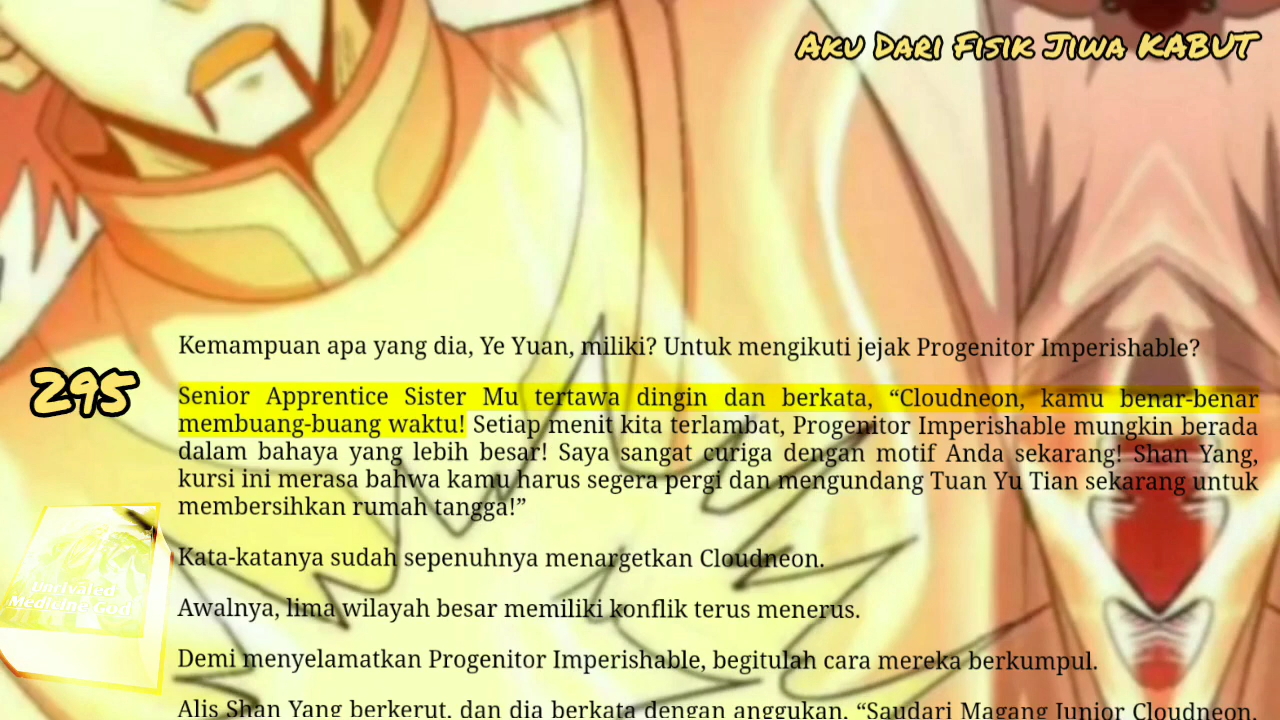 Aku Dari Fisik Jiwa KABUT
Kemampuan apa yang dia, Ye Yuan, miliki? Untuk mengikuti jejak Progenitor Imperishable?
295
Senior Apprentice Sister Mu tertawa dingin dan berkata, “Cloudneon, kamu benar-benar
membuang-buang waktu! Setiap menit kita terlambat, Progenitor Imperishable mungkin berada
dalam bahaya yang lebih besar! Saya sangat curiga dengan motif Anda sekarang! Shan Yang,
kursi ini merasa bahwa kamu harus segera pergi dan mengundang Tuan Yu Tian sekarang untuk
membersihkan rumah tangga!”
Kata-katanya sudah sepenuhnya menargetkan Cloudneon.
Unrivaled
Medicine God
Awalnya, lima wilayah besar memiliki konflik terus menerus.
Demi menyelamatkan Progenitor Imperishable, begitulah cara mereka berkumpul.
Alis Shan Yang berkerut, dan dia berkata dengan anggukan, “Saudari Magang Junior Cloudneon,